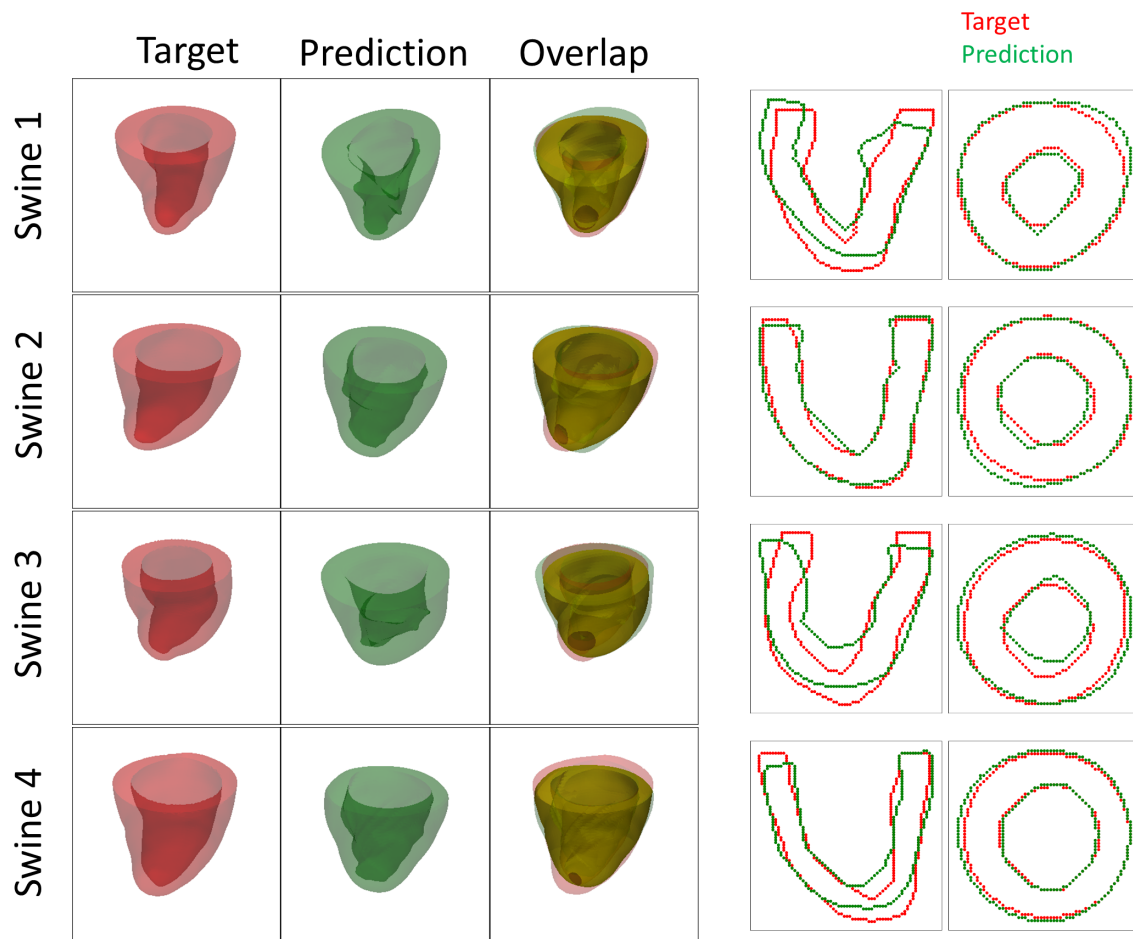 Target
Prediction
Target
Prediction
Overlap
Swine 1
Swine 2
Swine 3
Swine 4